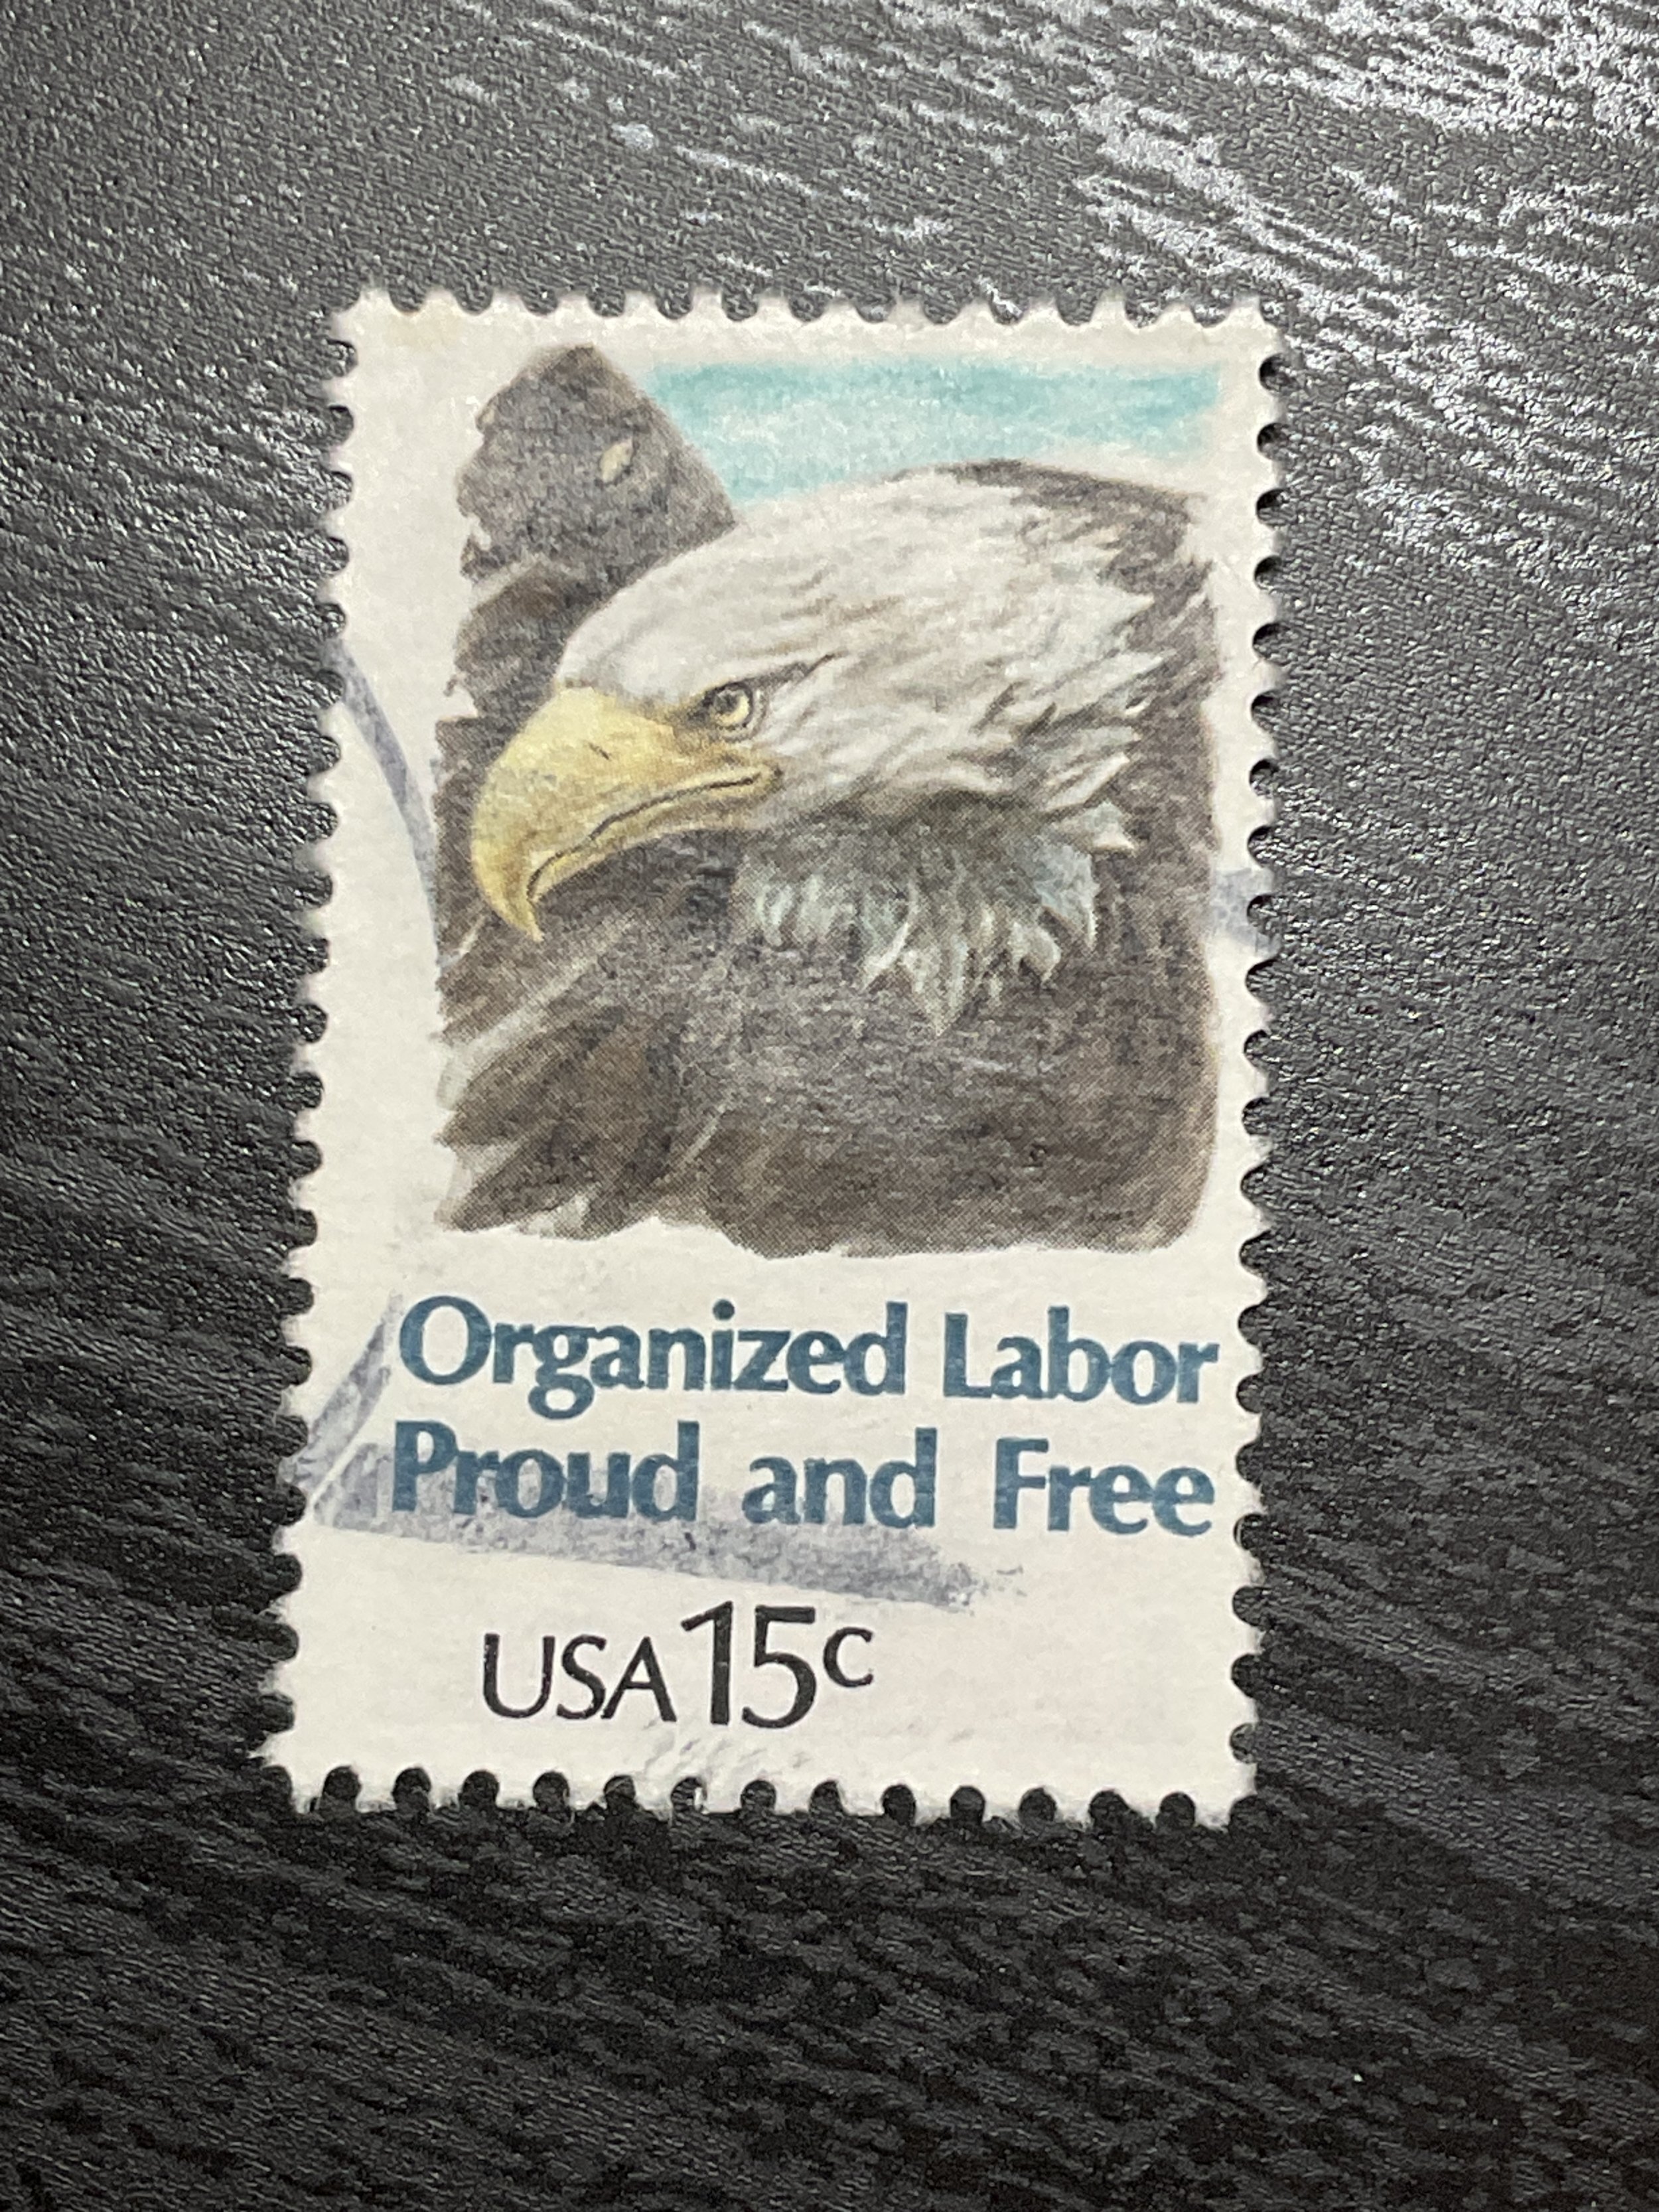 Organized Labor
Proud and Free
USA 15c